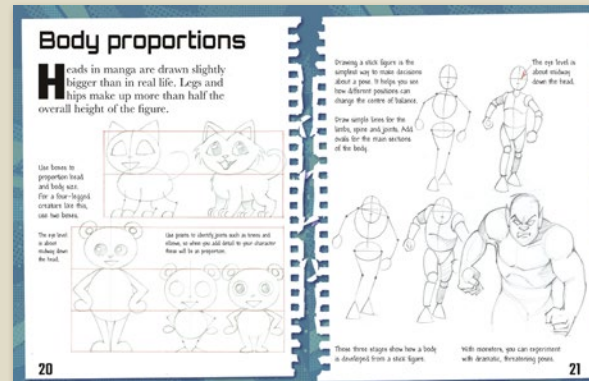 Body proportions
Heads in manga are drawn slightly
bigger than in real life. Legs and
hips make up more than half the
overall height of the figure.
Use boxes to
proportion head
and body size.
For a four-legged
creature like this,
use two boxes.
The eye level
is about
midway down
the head.
Use points to identify joints such as knees and
elbows, so when you add detail to your character
these will be in proportion.
20
Drawing a stick figure is the
simplest way to make decisions
about a pose. It helps you see
how different positions can
change the centre of balance.
Draw simple lines for the
limbs, spine and joints. Add
ovals for the main sections
of the body.
The eye level is
about midway
down the head.
These three stages show how a body
is developed from a stick figure.
With monsters, you can experiment
with dramatic, threatening poses.
21